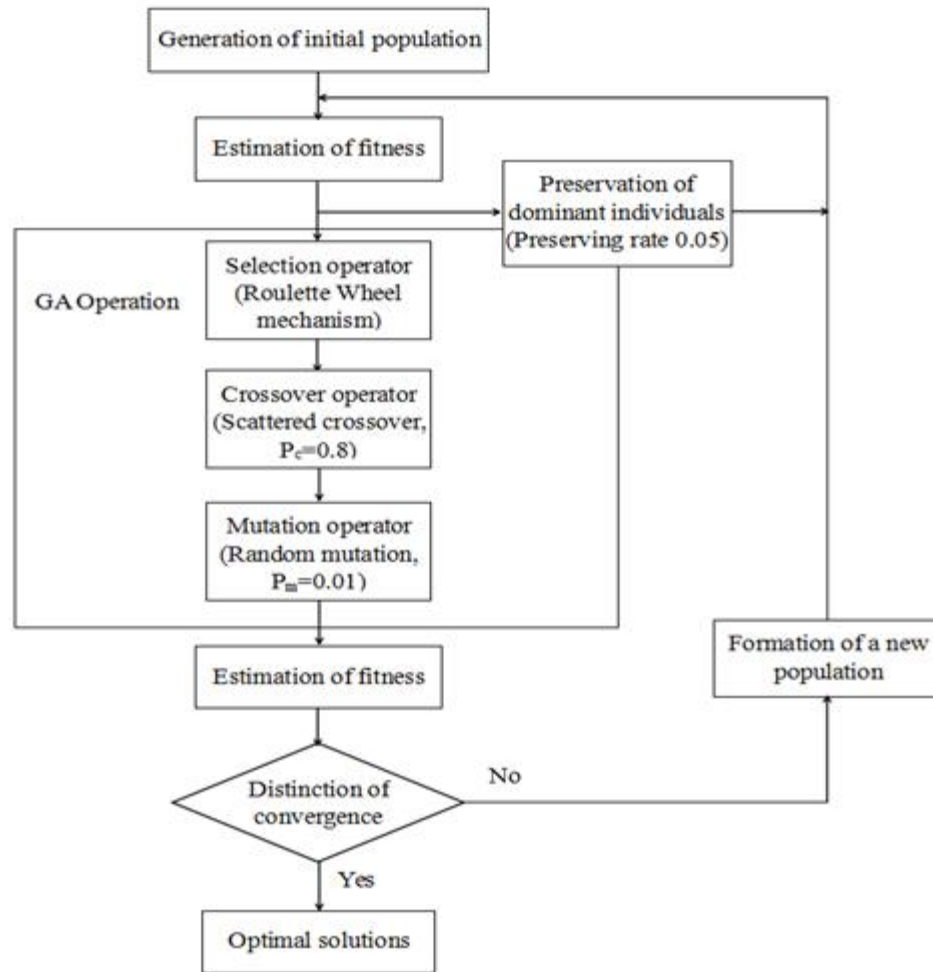 Generation of initial population
Estimation of fitness
Preservation of
dominant individuals
(Preserving rate 0.05)
GA Operation
Selection operator
(Roulette Wheel
mechanism)
Crossover operator
(Scattered crossover,
Pc=0.8)
Mutation operator
(Random mutation,
Pm=0.01)
Estimation of fitness
Formation of a new
population
Distinction of
convergence
No
Yes
Optimal solutions